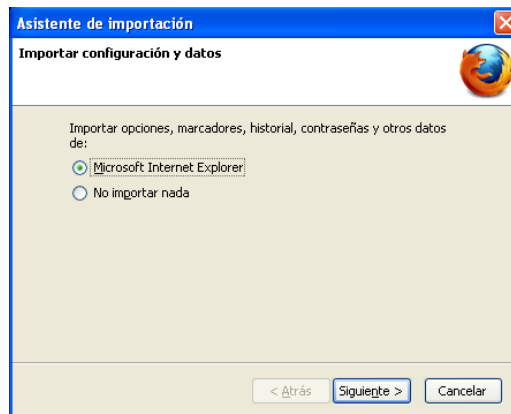 Asistente de importación
Importar configuración y datos
Importar opciones, marcadores, historial, contraseñas y otros datos
de:
Microsoft Internet Explorer
No importar nada
< Atrás Siguiente > Cancelar